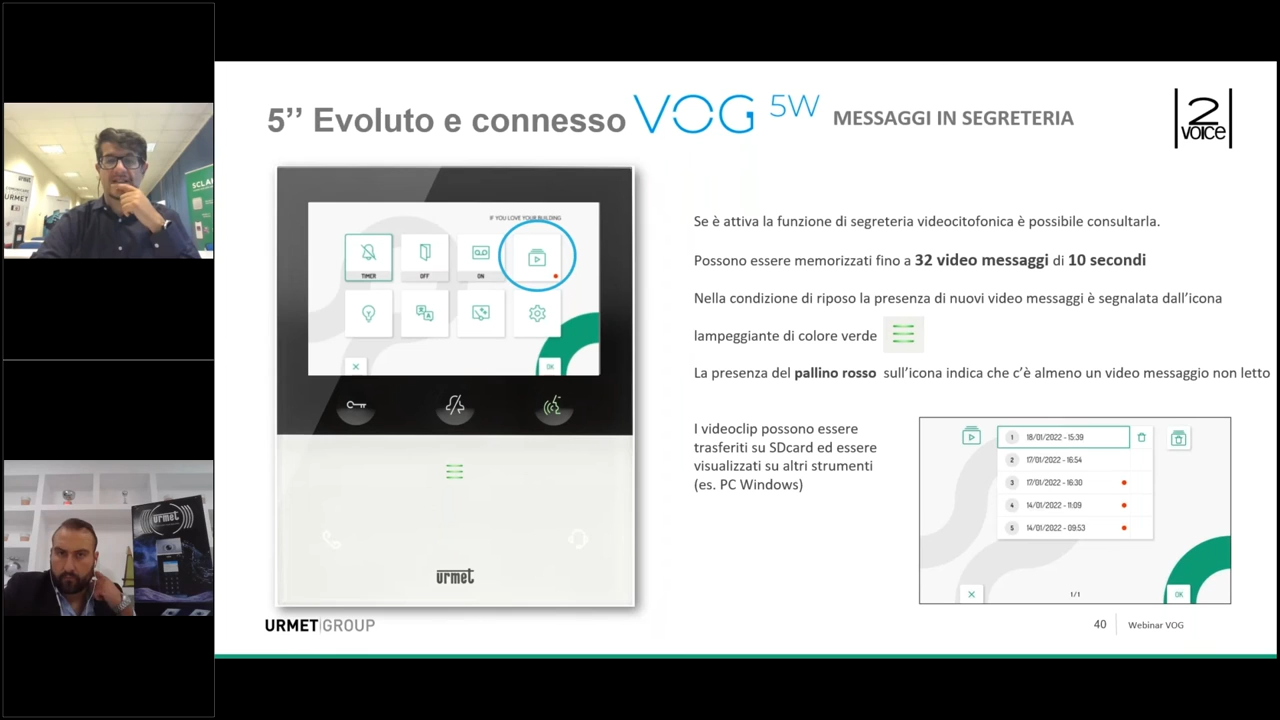 5’’ Evoluto e connesso VOG 5W MESSAGGI IN SEGRETERIA
2
VOICE
IF YOU LOVE YOUR BUILDING
TIMER
OFF
ON
OK
urmet
Se è attiva la funzione di segreteria videocitofonica è possibile consultarla.
Possono essere memorizzati fino a 32 video messaggi di 10 secondi
Nella condizione di riposo la presenza di nuovi video messaggi è segnalata dall’icona
lampeggiante di colore verde
La presenza del pallino rosso sull’icona indica che c’è almeno un video messaggio non letto
I videoclip possono essere
trasferiti su SDcard ed essere
visualizzati su altri strumenti
(es. PC Windows)
1 18/01/2022 - 15:39
2 17/01/2022 - 16:54
3 17/01/2022 - 16:30
4 14/01/2022 - 11:09
5 14/01/2022 - 09:53
1/1
OK
URMET GROUP
40
Webinar VOG
URMET
urmet